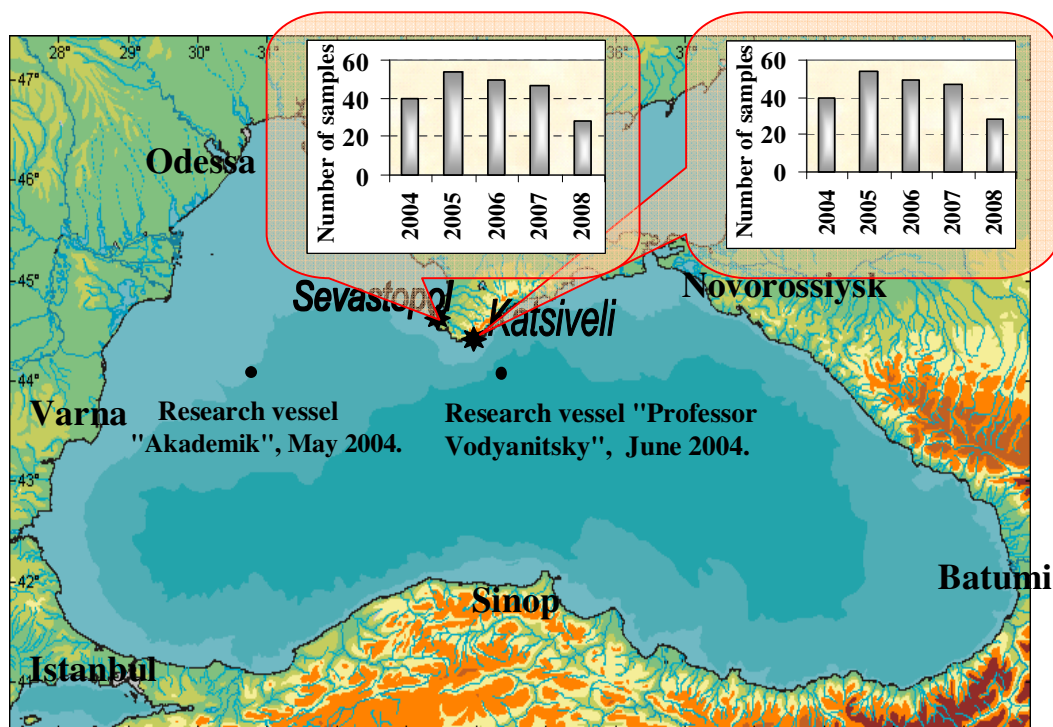 28°
29°
30°
37°
47°
46°
45°
44°
43°
42°
41°
Number of samples
60
40
20
0
2004
2005
2006
2007
2008
Number of samples
60
40
20
0
2004
2005
2006
2007
2008
Odessa
Sevastopol
Katsiveli
Novorossiysk
Varna
Research vessel
"Akademik", May 2004.
Research vessel "Professor
Vodyanitsky", June 2004.
Batumi
Sinop
Istanbul